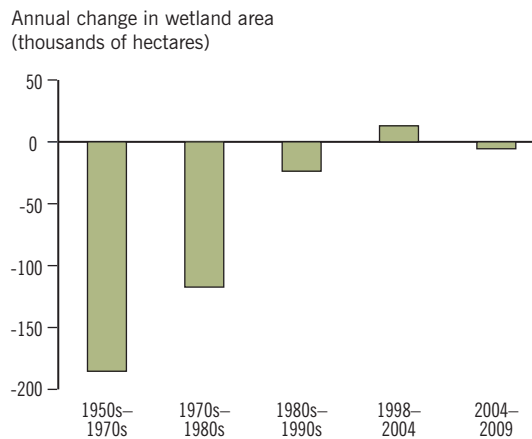 Annual change in wetland area
(thousands of hectares)
50
0
-50
-100
-150
-200
1950s–
1970s
1970s–
1980s
1980s–
1990s
1998–
2004
2004–
2009